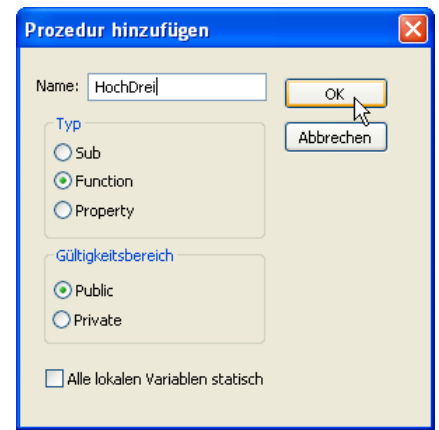 Prozedur hinzufügen
Name: HochDrei
OK
Abbrechen
Typ
Sub
Function
Property
Gültigkeitsbereich
Public
Private
Alle lokalen Variablen statisch